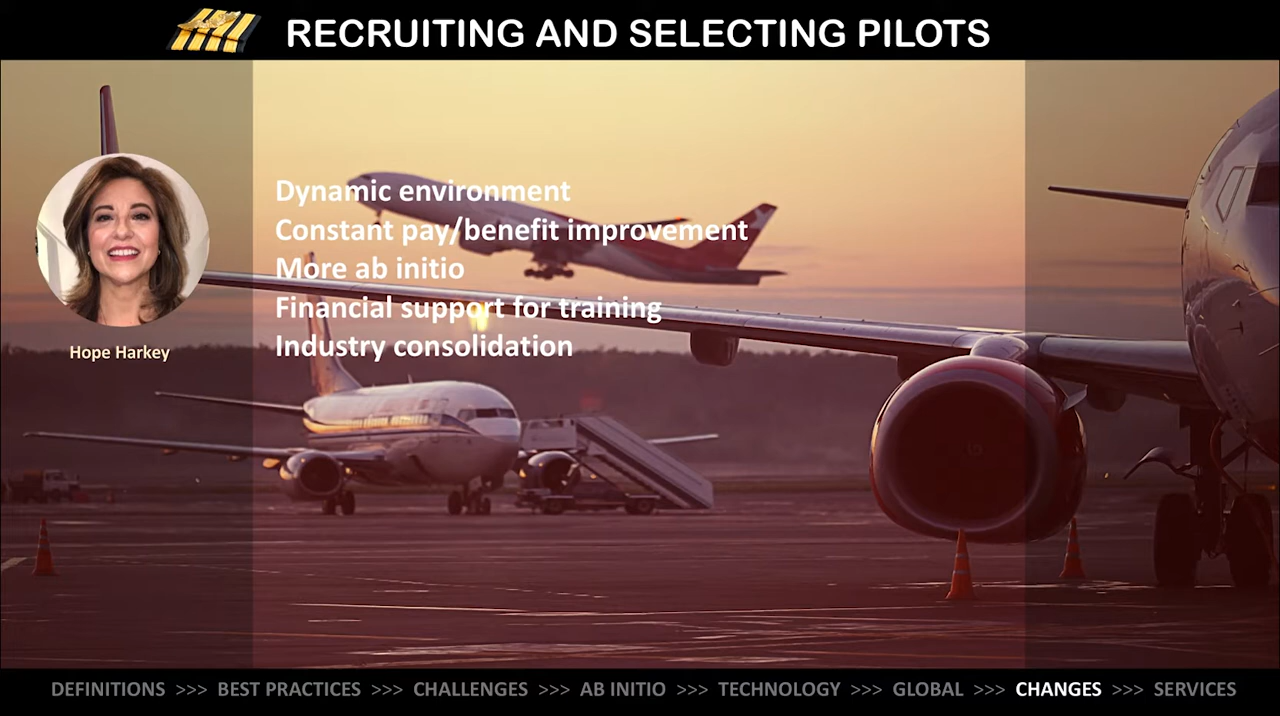 RECRUITING AND SELECTING PILOTS
Dynamic environment
Constant pay/benefit improvement
More ab initio
Financial support for training
Industry consolidation
Hope Harkey
DEFINITIONS >>> BEST PRACTICES >>> CHALLENGES >>> AB INITIO >>> TECHNOLOGY >>> GLOBAL >>> CHANGES >>> SERVICES